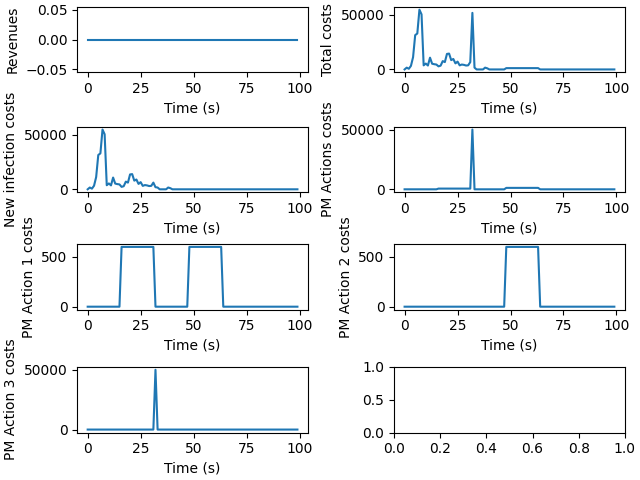 Revenues
0.05
0.00
−0.05
0 25 50 75 100
Time (s)
Total costs
50000
0
0 25 50 75 100
Time (s)
New infection costs
50000
0
0 25 50 75 100
Time (s)
PM Actions costs
50000
0
0 25 50 75 100
Time (s)
PM Action 1 costs
500
0
0 25 50 75 100
Time (s)
PM Action 2 costs
500
0
0 25 50 75 100
Time (s)
PM Action 3 costs
50000
0
0 25 50 75 100
Time (s)
1.0
0.5
0.0
0.0 0.2 0.4 0.6 0.8 1.0